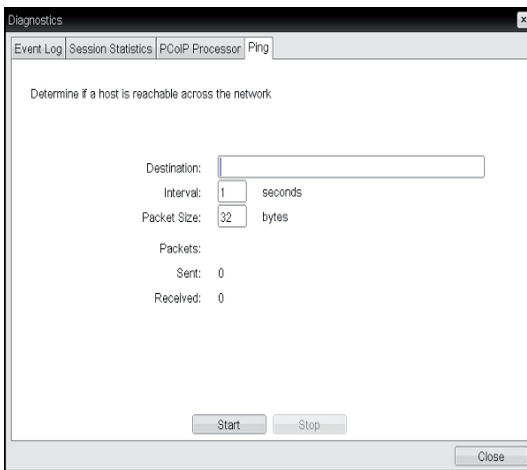 Diagnostics
Event Log Session Statistics PCoIP Processor Ping
Determine if a host is reachable across the network
Destination:
Interval: 1 seconds
Packet Size: 32 bytes
Packets:
Sent: 0
Received: 0
Start Stop
Close